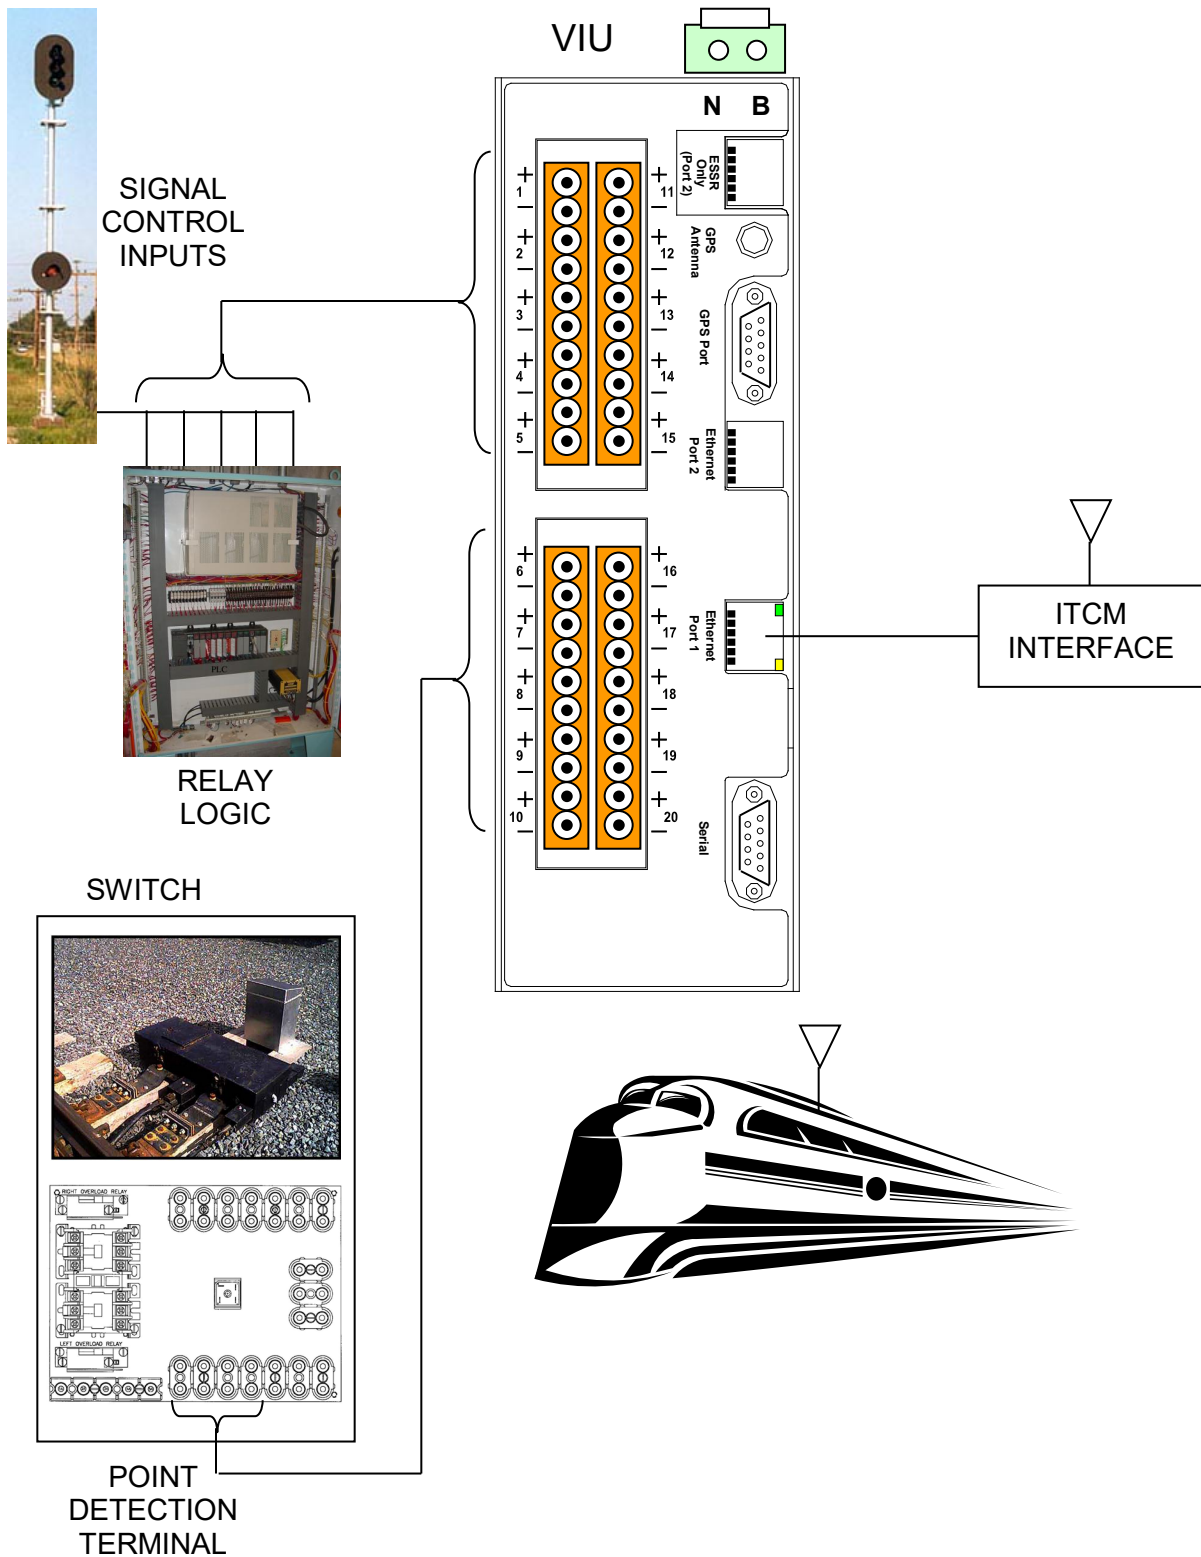 VIU
N B
SIGNAL
CONTROL
INPUTS
ESSR
Only
(Port 2)
GPS
Antenna
GPS Port
Ethernet
Port 2
Ethernet
Port 1
Serial
+
1
−
+
2
−
+
3
−
+
4
−
+
5
−
+
11
−
+
12
−
+
13
−
+
14
−
+
15
−
+
6
−
+
7
−
+
8
−
+
9
−
+
10
−
+
16
−
+
17
−
+
18
−
+
19
−
+
20
−
ITCM
INTERFACE
PLC
RELAY
LOGIC
SWITCH
RIGHT OVERLOAD RELAY
LEFT OVERLOAD RELAY
POINT
DETECTION
TERMINAL